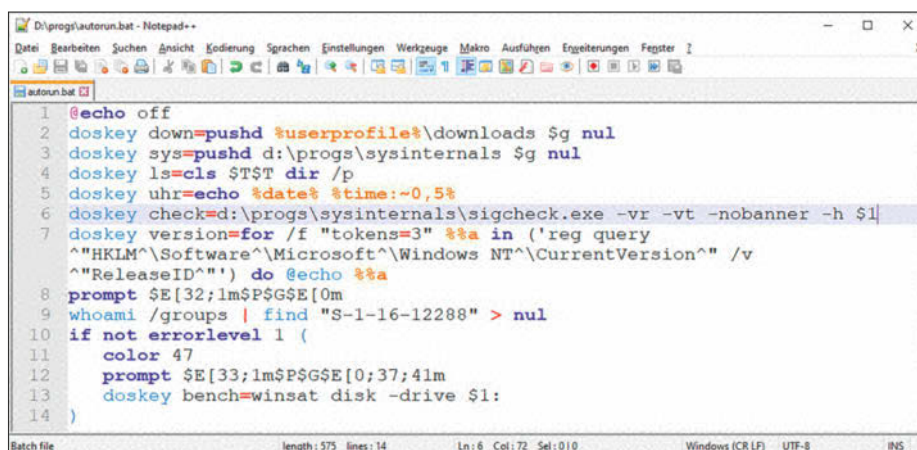 D:\progs\autorun.bat - Notepad++
Datei Bearbeiten Suchen Ansicht Kodierung Sprachen Einstellungen Werkzeuge Makro Ausführen Erweiterungen Fenster ?
autorun.bat
1 @echo off
2 doskey down=pushd %userprofile%\downloads $g nul
3 doskey sys=pushd d:\progs\sysinternals $g nul
4 doskey ls=cls $T$T dir /p
5 doskey uhr=echo %date% %time:~0,5%
6 doskey check=d:\progs\sysinternals\sigcheck.exe -vr -vt -nobanner -h $1
7 doskey version=for /f "tokens=3" %%a in ('reg query
^"HKLM^\Software^\Microsoft^\Windows NT^\CurrentVersion^" /v
^"ReleaseID^"') do @echo %%a
8 prompt $E[32;1m$P$G$E[0m
9 whoami /groups | find "S-1-16-12288" > nul
10 if not errorlevel 1 (
11 color 47
12 prompt $E[33;1m$P$G$E[0;37;41m
13 doskey bench=winsat disk -drive $1:
14 )
Batch file length : 575 lines : 14 Ln : 6 Col : 72 Sel : 0 | 0 Windows (CR LF) UTF-8 INS